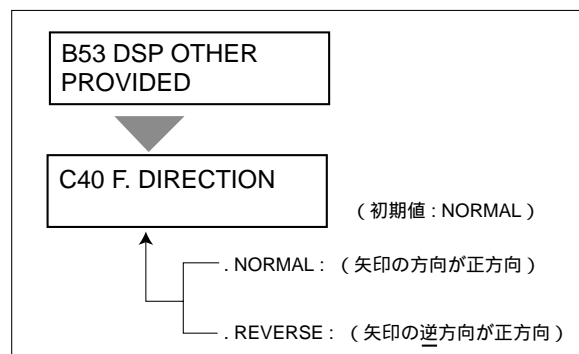 B53 DSP OTHER
PROVIDED
C40 F. DIRECTION
（初期値 : NORMAL）
. NORMAL : （矢印の方向が正方向）
. REVERSE : （矢印の逆方向が正方向）